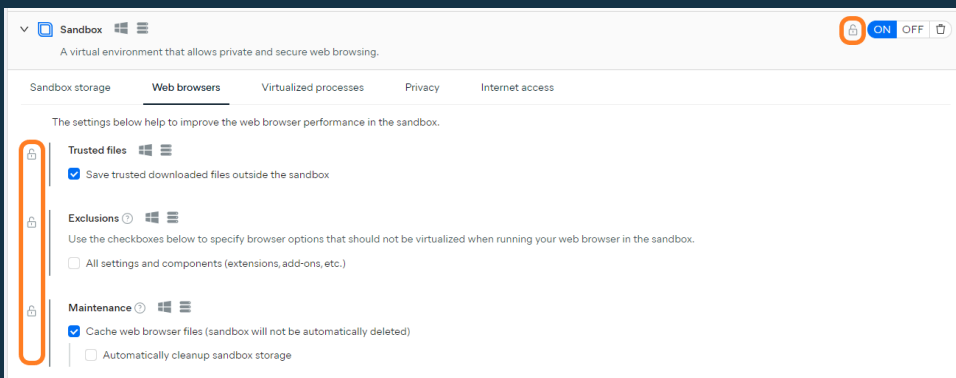 Sandbox
ON OFF
A virtual environment that allows private and secure web browsing.
Sandbox storage Web browsers Virtualized processes Privacy Internet access
The settings below help to improve the web browser performance in the sandbox.
Trusted files
Save trusted downloaded files outside the sandbox
Exclusions ?
Use the checkboxes below to specify browser options that should not be virtualized when running your web browser in the sandbox.
All settings and components (extensions, add-ons, etc.)
Maintenance ?
Cache web browser files (sandbox will not be automatically deleted)
Automatically cleanup sandbox storage